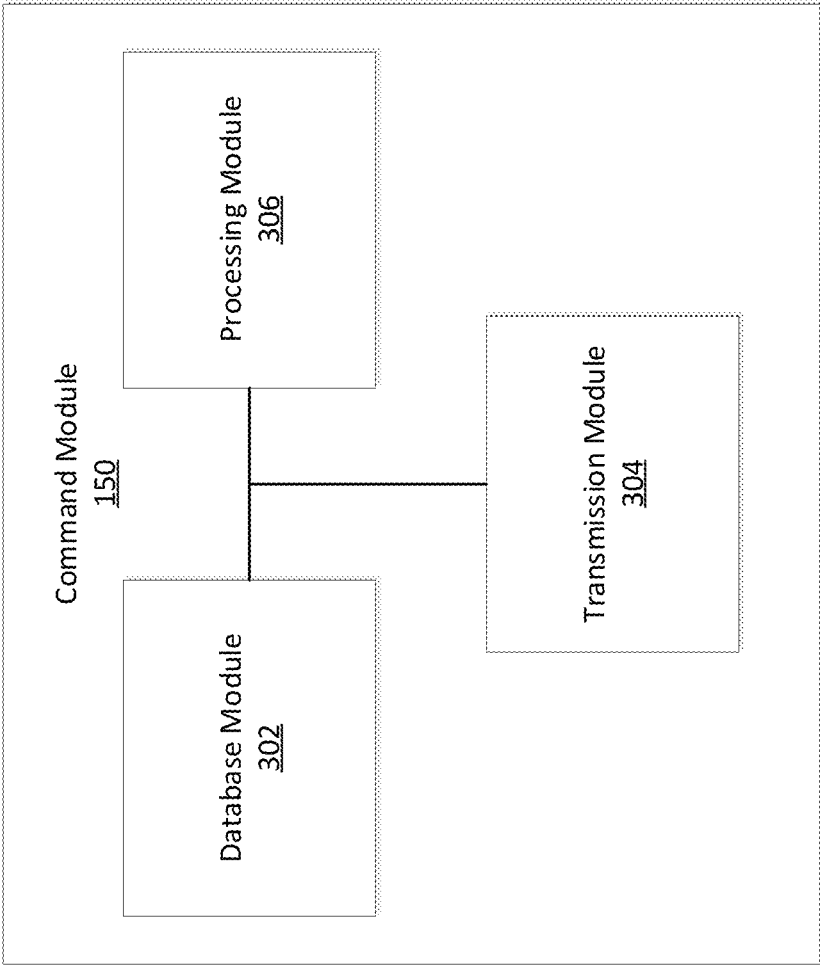 Command Module
150
Database Module
302
Processing Module
306
Transmission Module
304